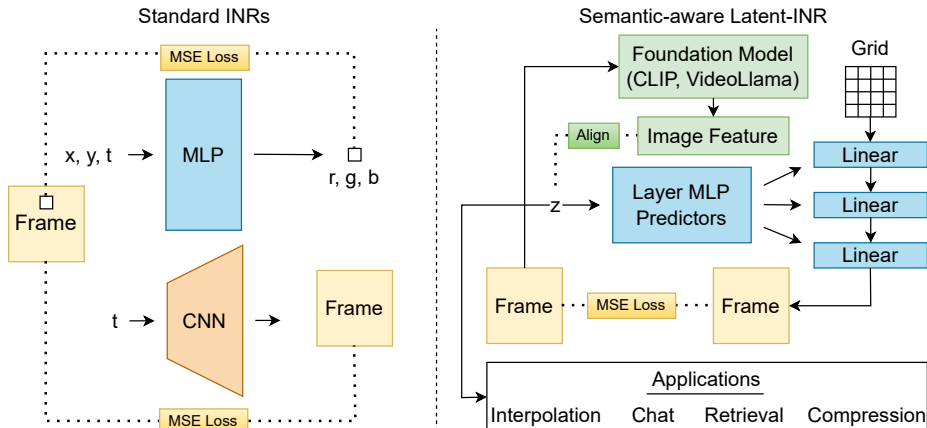 Standard INRs
MSE Loss
x, y, t
MLP
r, g, b
Frame
t
CNN
Frame
MSE Loss
Semantic-aware Latent-INR
Foundation Model
(CLIP, VideoLlama)
Grid
Align
Image Feature
Linear
z
Layer MLP
Predictors
Linear
Linear
Frame
MSE Loss
Frame
Applications
Interpolation Chat Retrieval Compression